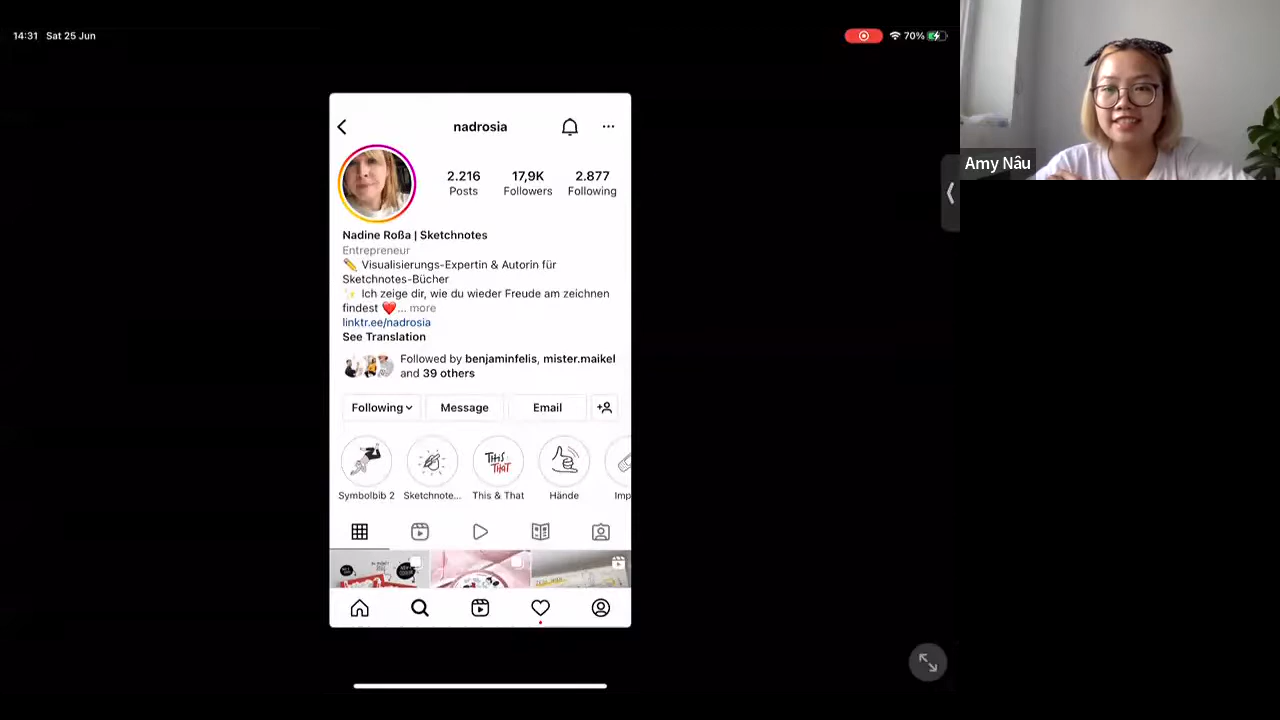 14:31 Sat 25 Jun
70%
nadrosia
2.216 17,9K 2.877
Posts Followers Following
Nadine Roßa | Sketchnotes
Entrepreneur
✏️ Visualisierungs-Expertin & Autorin für
Sketchnotes-Bücher
✨ Ich zeige dir, wie du wieder Freude am zeichnen
findest ❤️... more
linktr.ee/nadrosia
See Translation
Followed by benjaminfelis, mister.maikel
and 39 others
Following Message Email
THIS
THAT
Symbolbib 2 Sketchnote... This & That Hände Imp
Amy Nâu